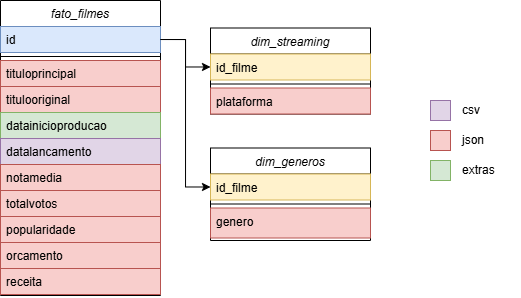 fato_filmes
id
tituloprincipal
titulooriginal
datainicioproducao
datalancamento
notamedia
totalvotos
popularidade
orcamento
receita
dim_streaming
id_filme
plataforma
dim_generos
id_filme
genero
csv
json
extras